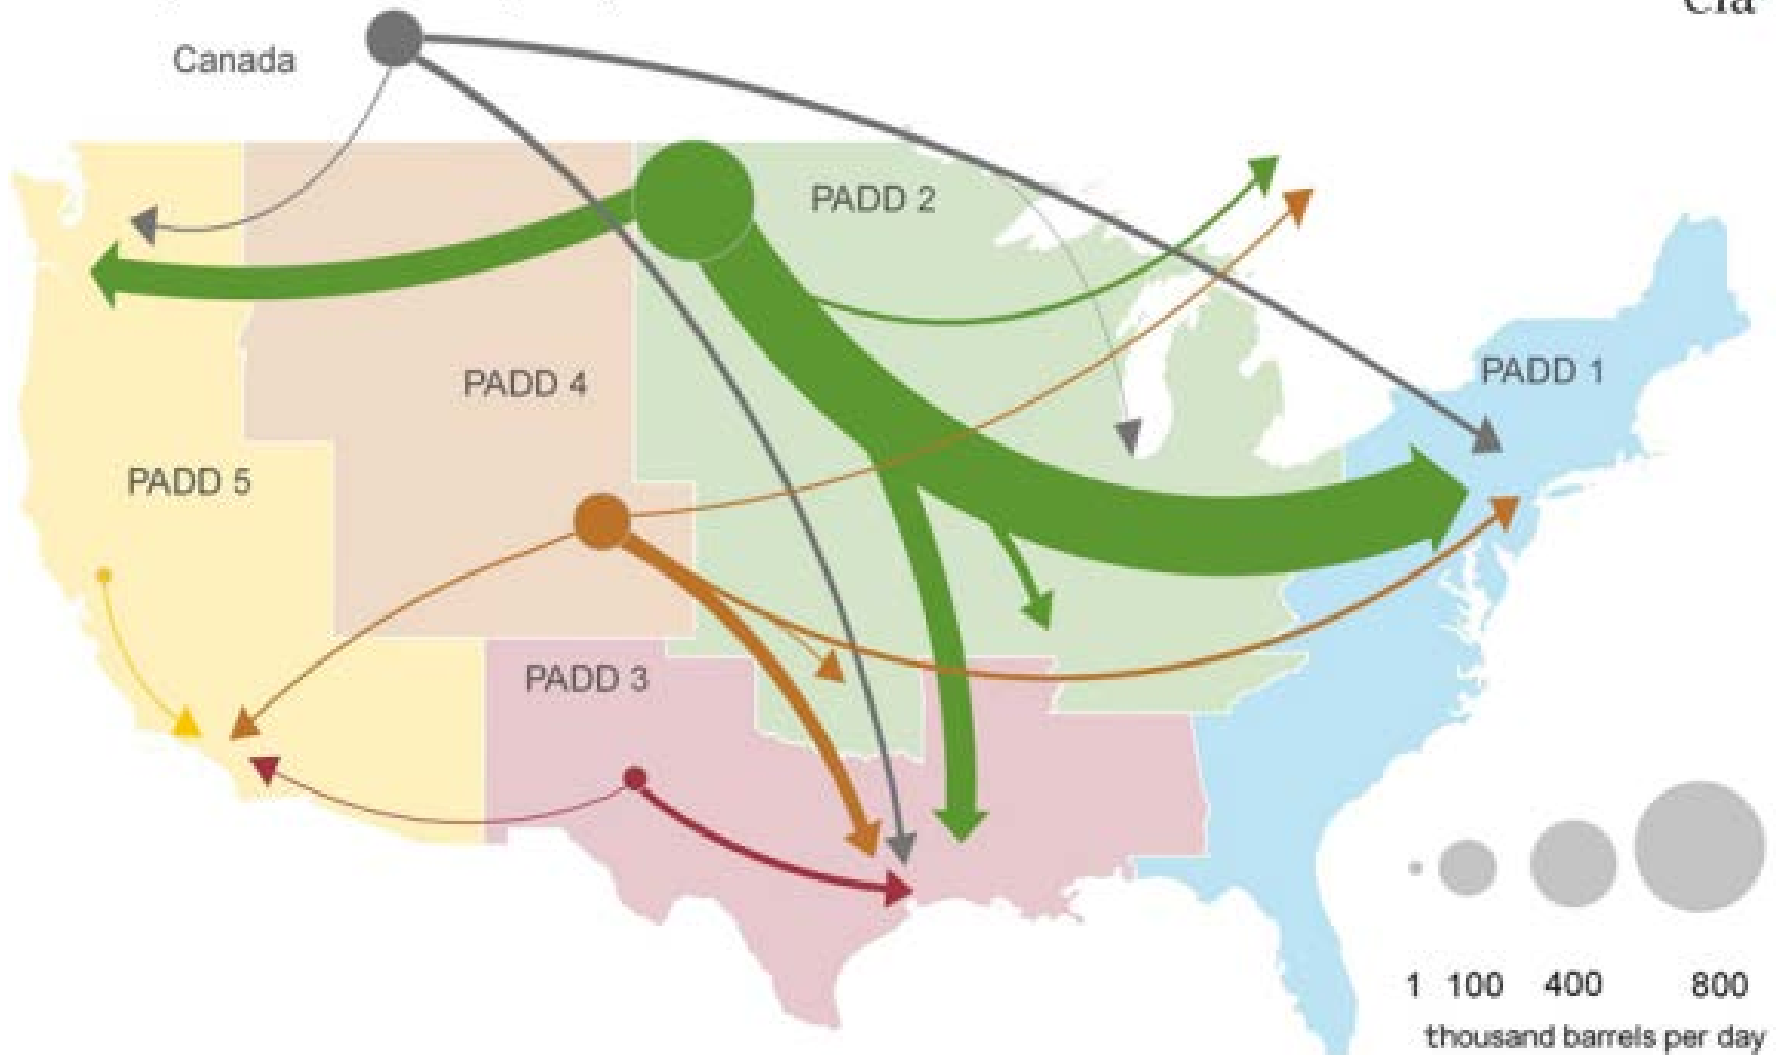 Canada
PADD 2
PADD 1
PADD 4
PADD 5
PADD 3
1 100 400 800
thousand barrels per day